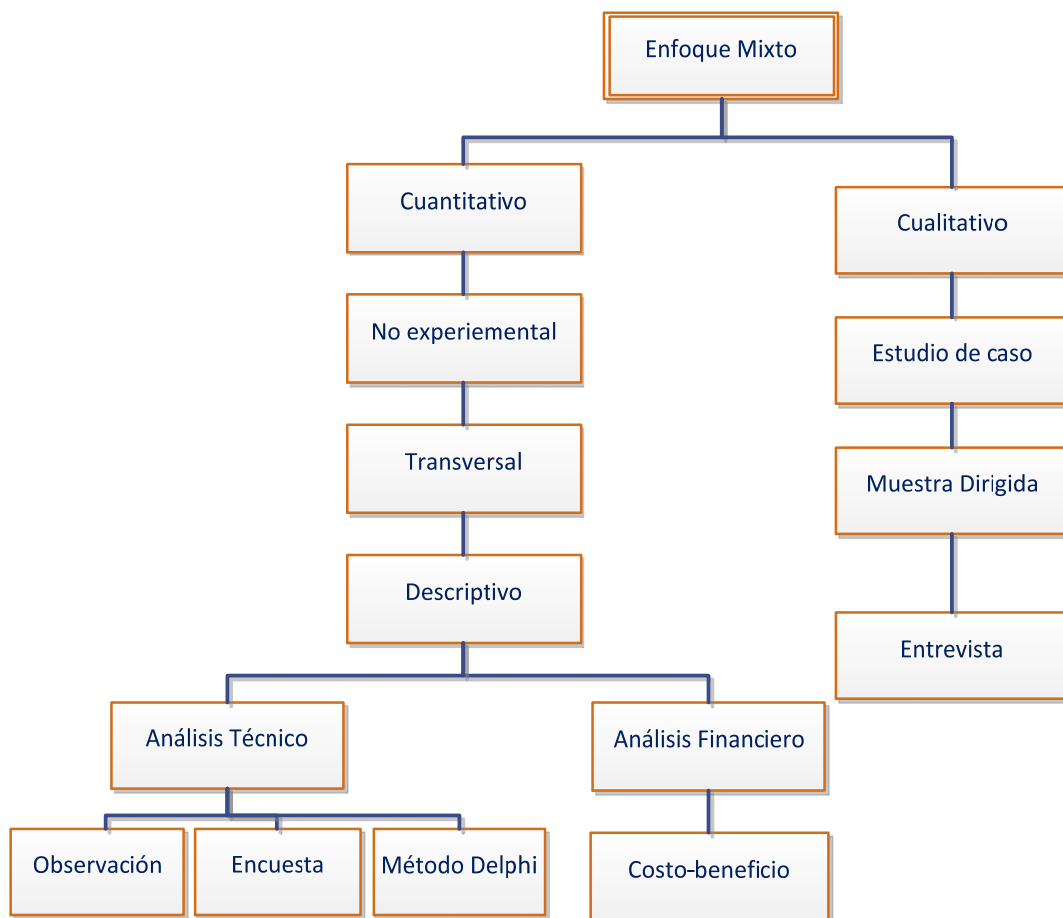 Enfoque Mixto
Cuantitativo
Cualitativo
No experiemental
Estudio de caso
Transversal
Muestra Dirigida
Descriptivo
Entrevista
Análisis Técnico
Análisis Financiero
Observación
Encuesta
Método Delphi
Costo-beneficio